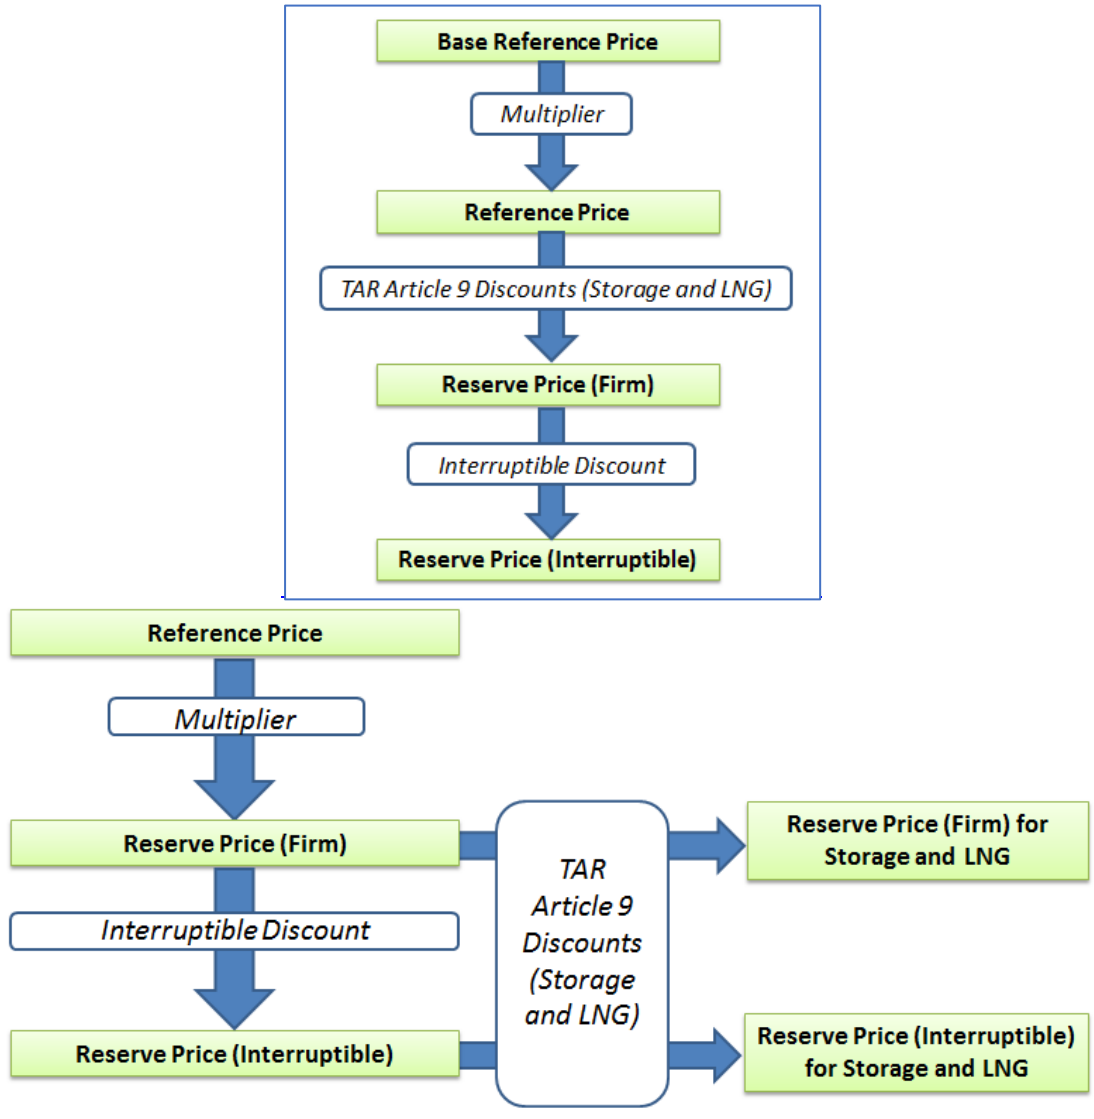 Base Reference Price
Multiplier
Reference Price
TAR Article 9 Discounts (Storage and LNG)
Reserve Price (Firm)
Interruptible Discount
Reserve Price (Interruptible)
Reference Price
Multiplier
Reserve Price (Firm)
Interruptible Discount
Reserve Price (Interruptible)
TAR
Article 9
Discounts
(Storage
and LNG)
Reserve Price (Firm) for
Storage and LNG
Reserve Price (Interruptible)
for Storage and LNG